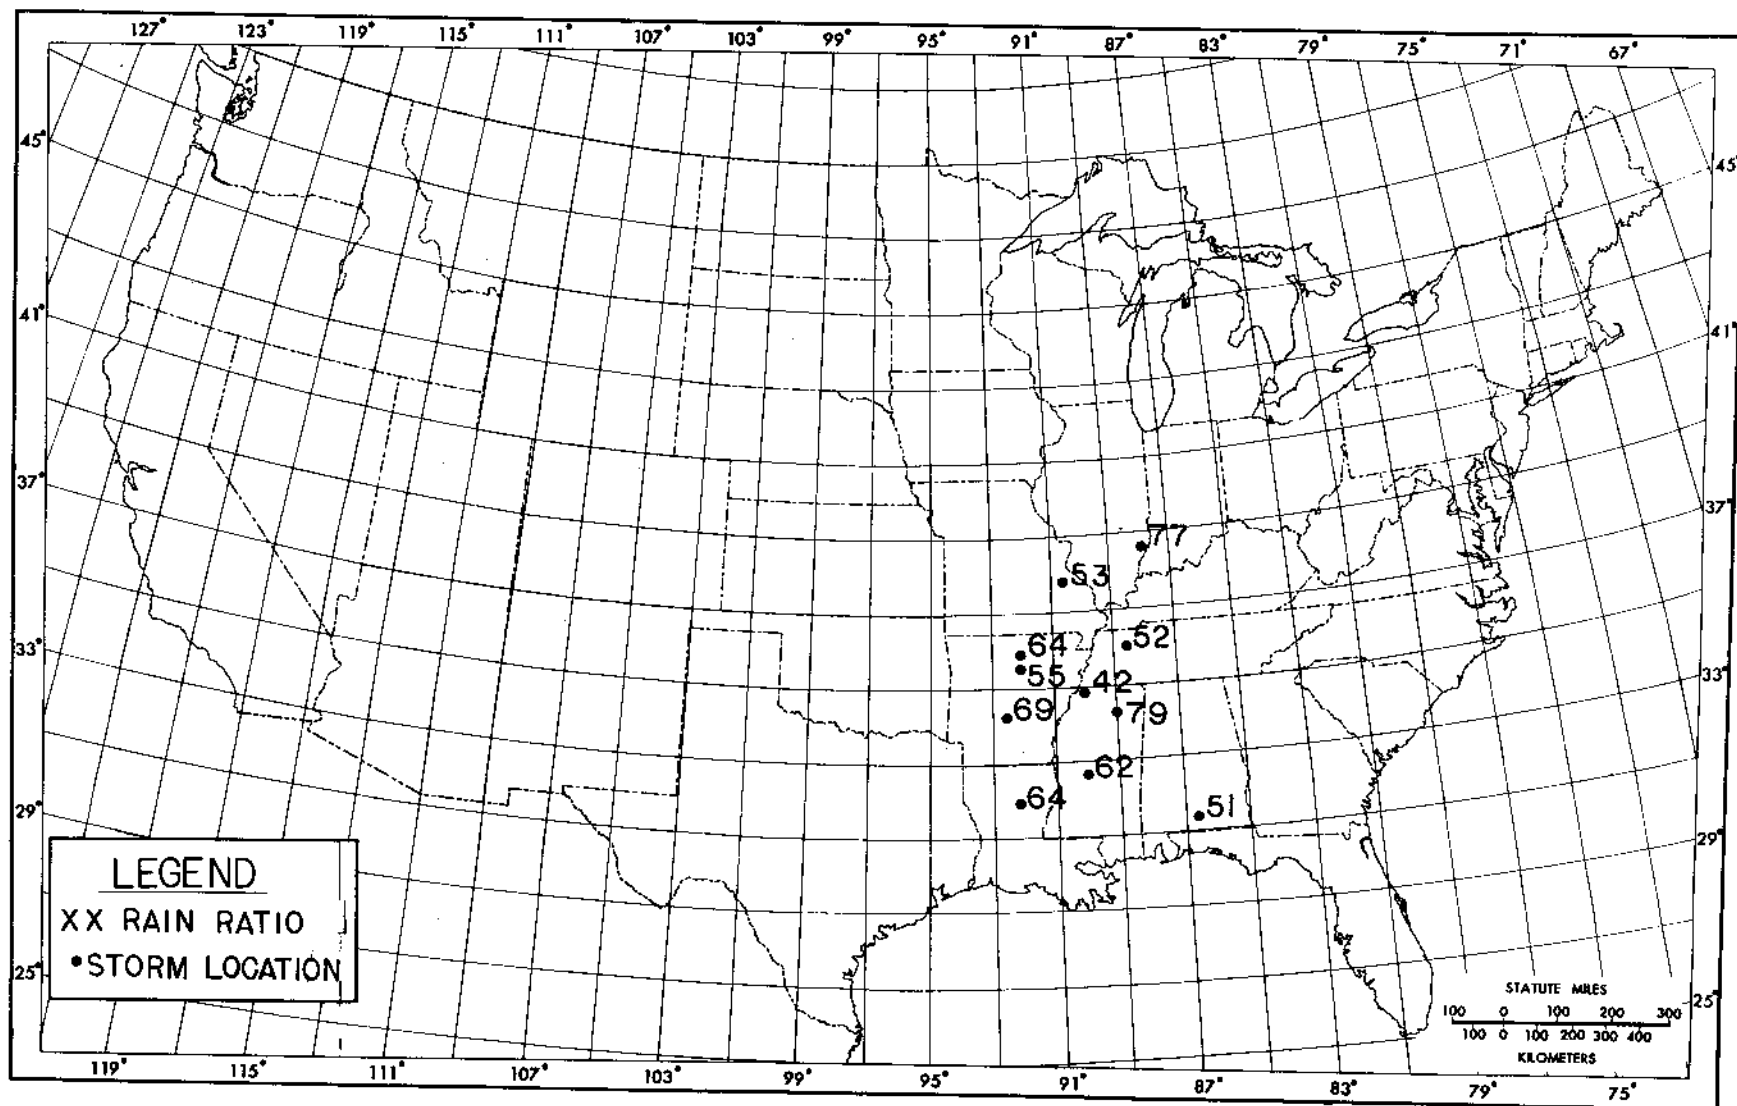 127° 123° 119° 115° 111° 107° 103° 99° 95° 91° 87° 83° 79° 75° 71° 67°
45° 45°
41° 41°
37° 37°
77
53
33° 33°
64 52
55 42
69 79
62
64 51
29° 29°
LEGEND
XX RAIN RATIO
•STORM LOCATION
25° 25°
STATUTE MILES
100 0 100 200 300
100 0 100 200 300 400
KILOMETERS
119° 115° 111° 107° 103° 99° 95° 91° 87° 83° 79° 75°